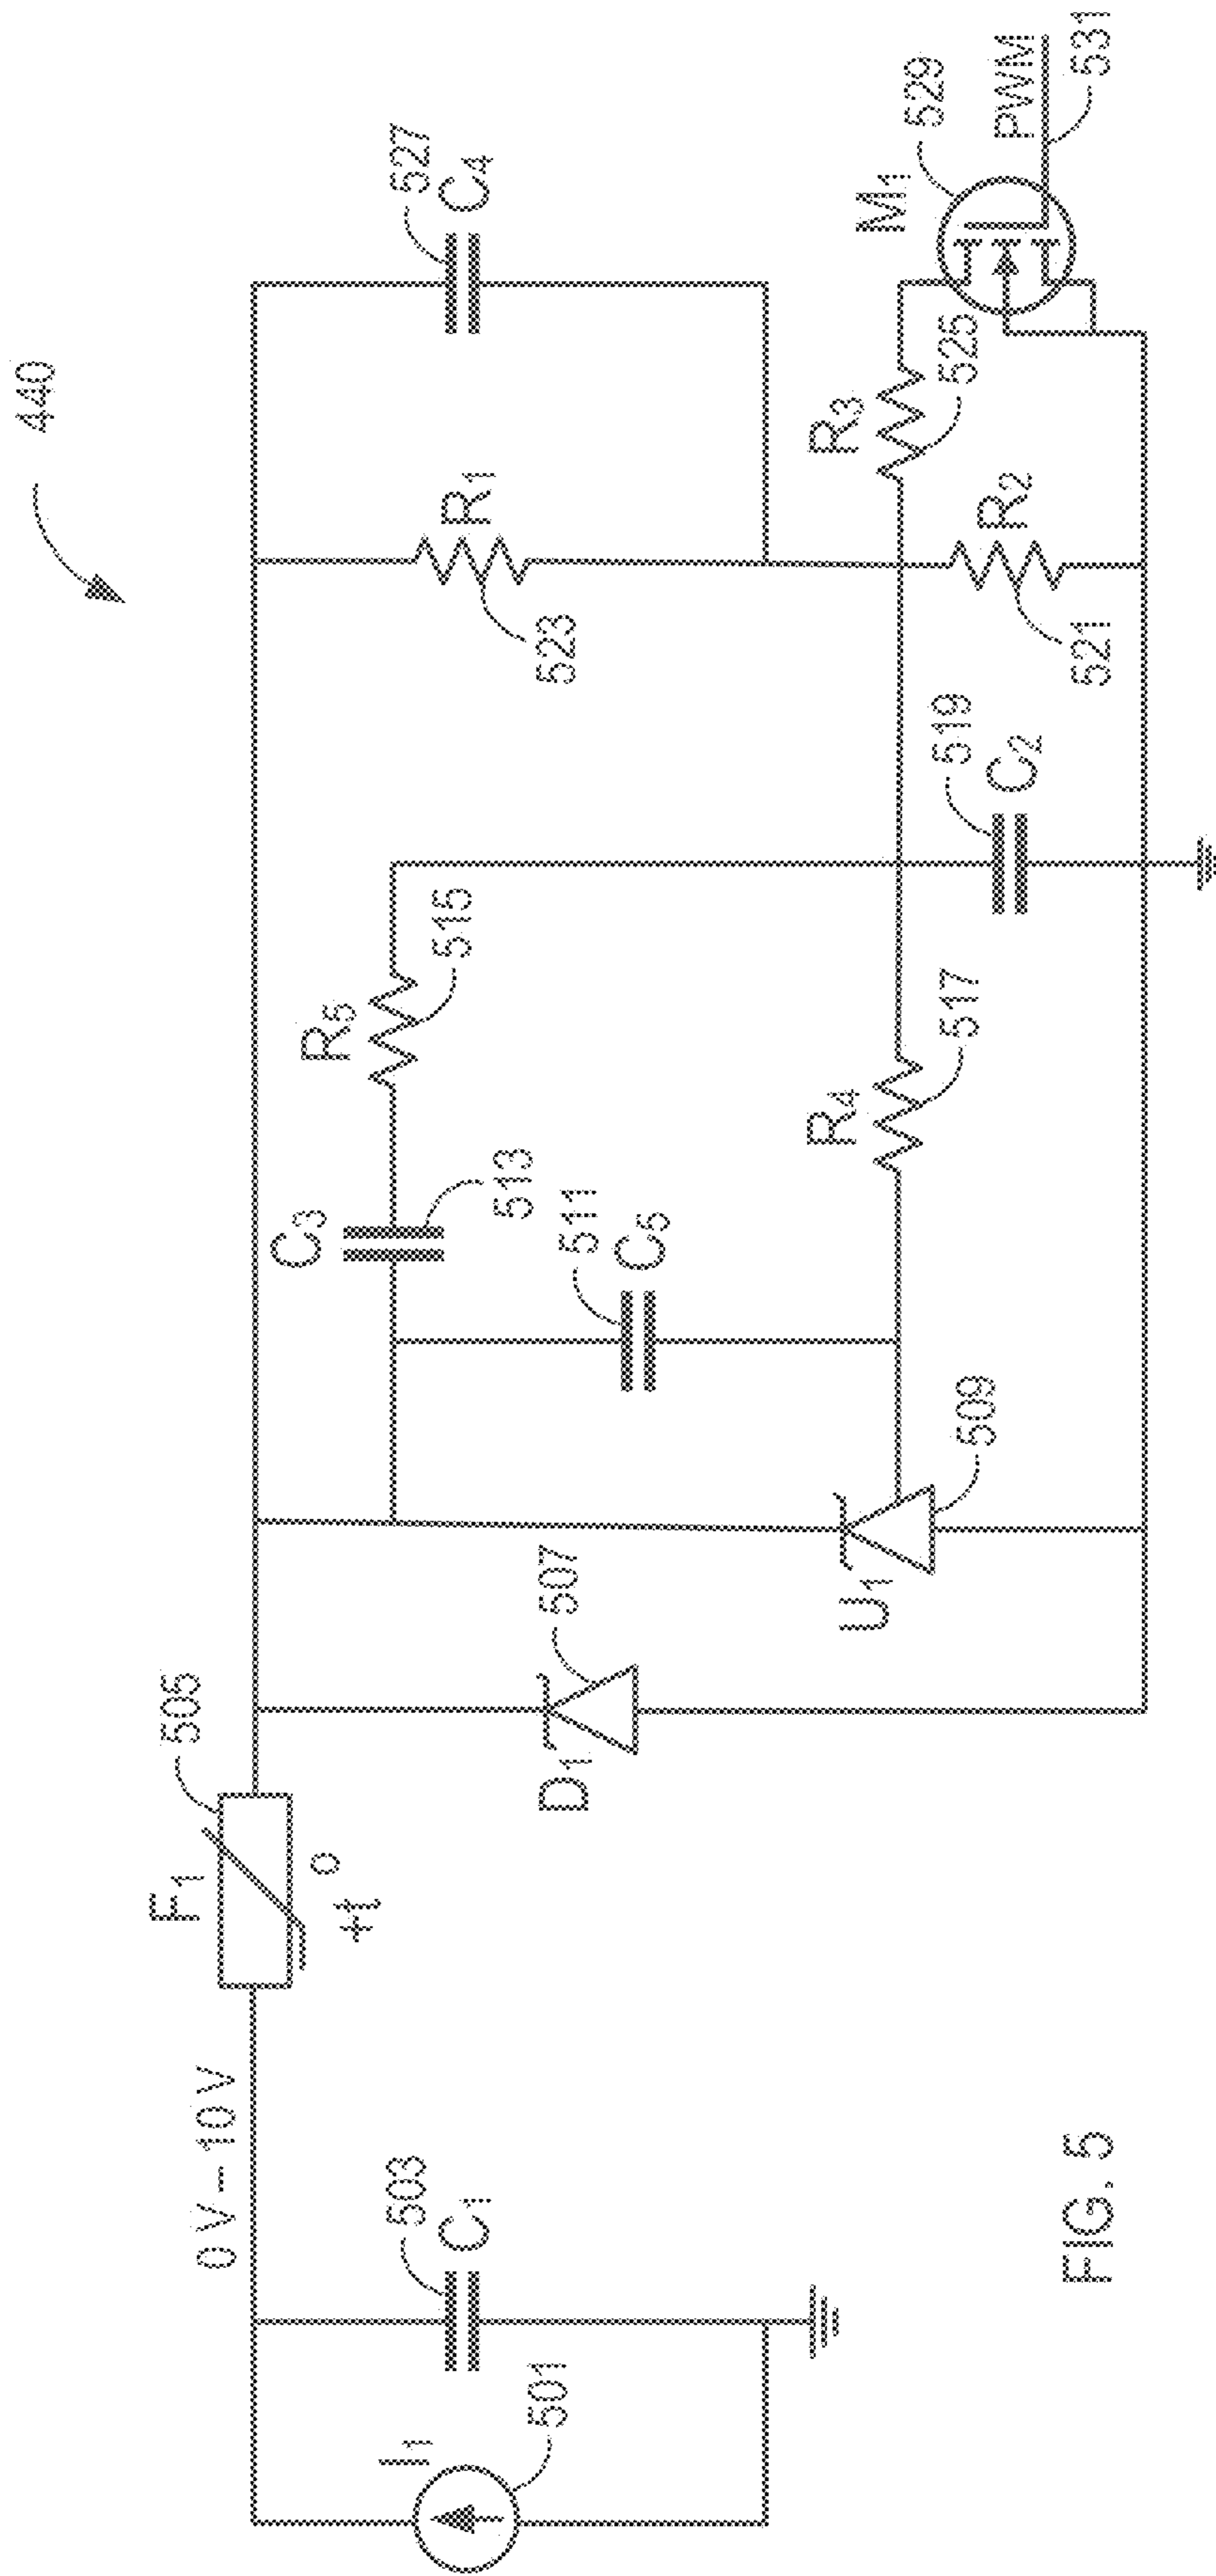 440
0 V – 10 V
I1
501
C1
503
F1
505
+t°
D1
507
U1
509
C5
511
C3
513
R5
515
R4
517
C2
519
R2
521
R1
523
R3
525
C4
527
M1
529
PWM
531
FIG. 5